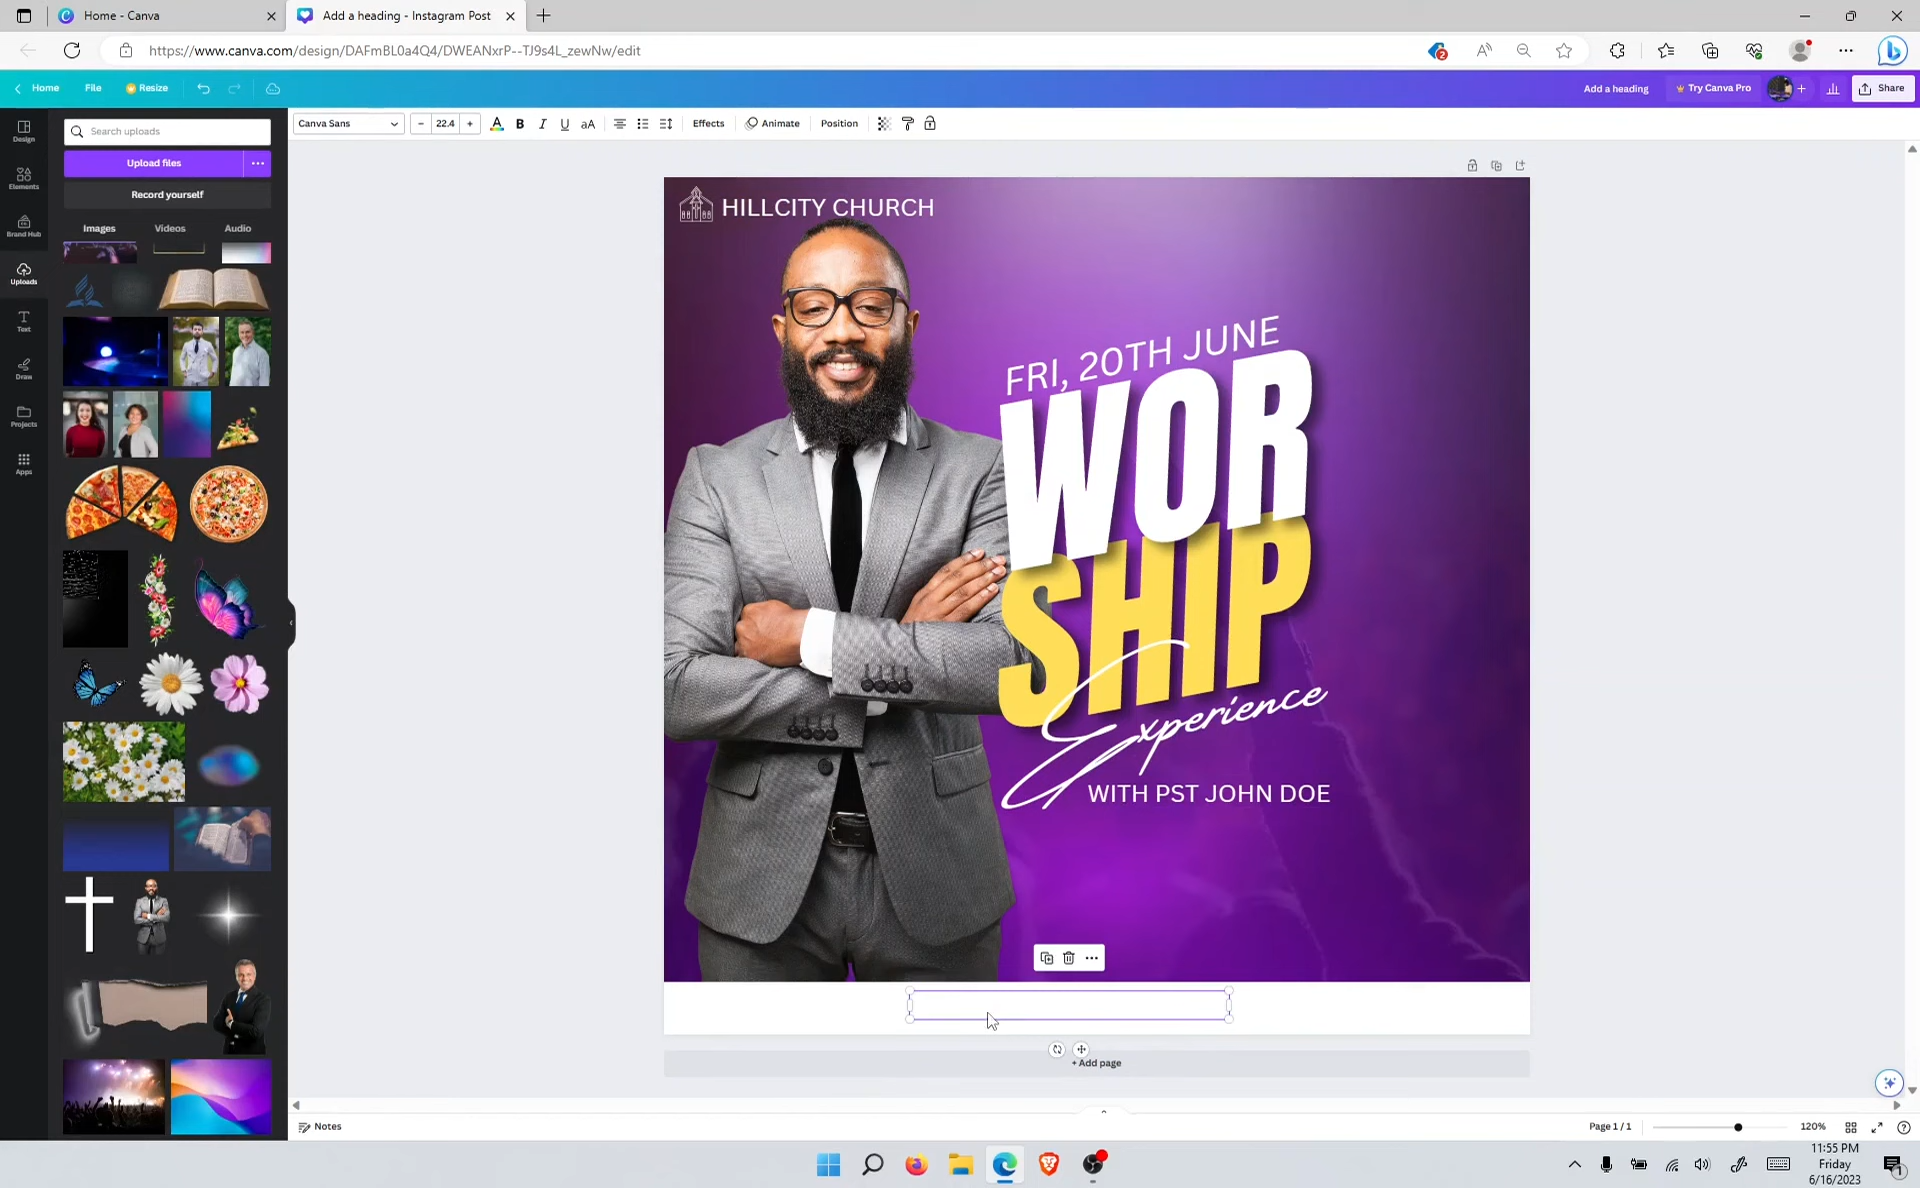 Home - Canva
Add a heading - Instagram Post
https://www.canva.com/design/DAFmBL0a4Q4/DWEANxrP--TJ9s4L_zewNw/edit
2
Home File Resize
Add a heading Try Canva Pro Share
Search uploads
Canva Sans 22.4 A B I U aA Effects Animate Position
Design
Upload files
Elements
Record yourself
Brand Hub
Images Videos Audio
Uploads
Text
Draw
Projects
Apps
HILLCITY CHURCH
FRI, 20TH JUNE
WOR
SHIP
Experience
WITH PST JOHN DOE
+ Add page
Notes
Page 1 / 1 120%
11:55 PM
Friday
6/16/2023
1